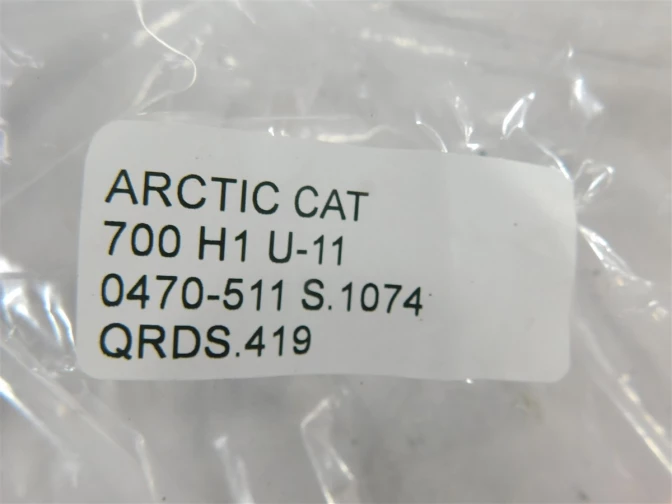 ARCTIC CAT
700 H1 U-11
0470-511 S.1074
QRDS.419